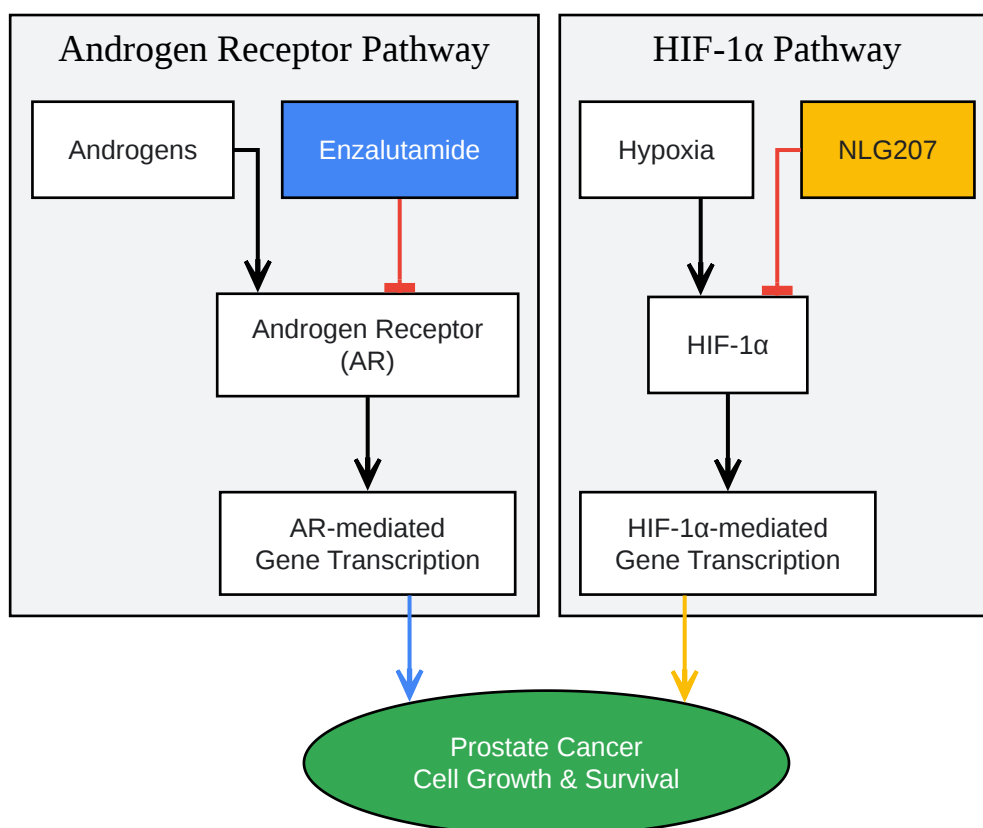 Androgen Receptor Pathway
HIF-1α Pathway
Androgens
Enzalutamide
Hypoxia
NLG207
Androgen Receptor
(AR)
HIF-1α
AR-mediated
Gene Transcription
HIF-1α-mediated
Gene Transcription
Prostate Cancer
Cell Growth & Survival